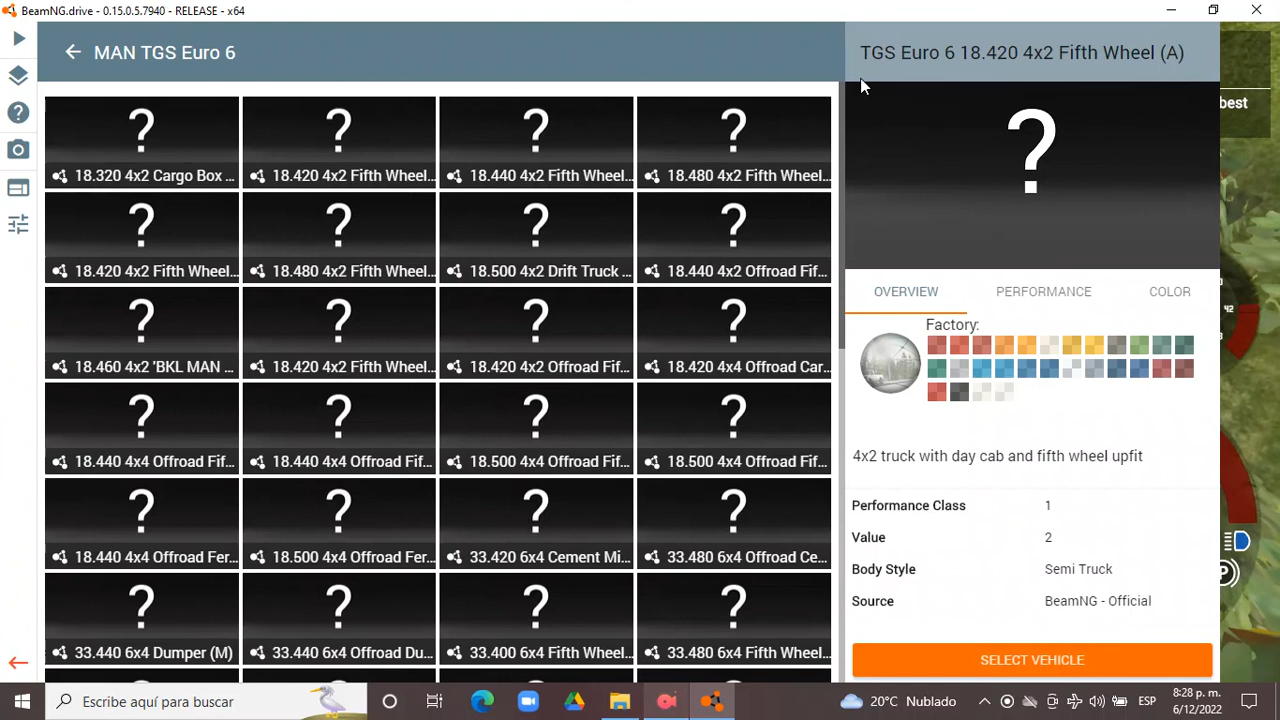 BeamNG.drive - 0.15.0.5.7940 - RELEASE - x64
MAN TGS Euro 6
TGS Euro 6 18.420 4x2 Fifth Wheel (A)
best
?
? ? ? ?
18.320 4x2 Cargo Box ... 18.420 4x2 Fifth Wheel... 18.440 4x2 Fifth Wheel... 18.480 4x2 Fifth Wheel...
? ? ? ?
18.420 4x2 Fifth Wheel... 18.480 4x2 Fifth Wheel... 18.500 4x2 Drift Truck ... 18.440 4x2 Offroad Fif...
? ? ? ?
18.460 4x2 'BKL MAN ... 18.420 4x2 Fifth Wheel... 18.420 4x2 Offroad Fif... 18.420 4x4 Offroad Car...
? ? ? ?
18.440 4x4 Offroad Fif... 18.440 4x4 Offroad Fif... 18.500 4x4 Offroad Fif... 18.500 4x4 Offroad Fif...
? ? ? ?
18.440 4x4 Offroad Fer... 18.500 4x4 Offroad Fer... 33.420 6x4 Cement Mi... 33.480 6x4 Offroad Ce...
? ? ? ?
33.440 6x4 Dumper (M) 33.440 6x4 Offroad Du... 33.400 6x4 Fifth Wheel... 33.480 6x4 Fifth Wheel...
OVERVIEW PERFORMANCE COLOR
Factory:
4x2 truck with day cab and fifth wheel upfit
Performance Class 1
Value 2
Body Style Semi Truck
Source BeamNG - Official
SELECT VEHICLE
42
P
Escribe aquí para buscar
20°C Nublado
ESP
8:28 p. m.
6/12/2022